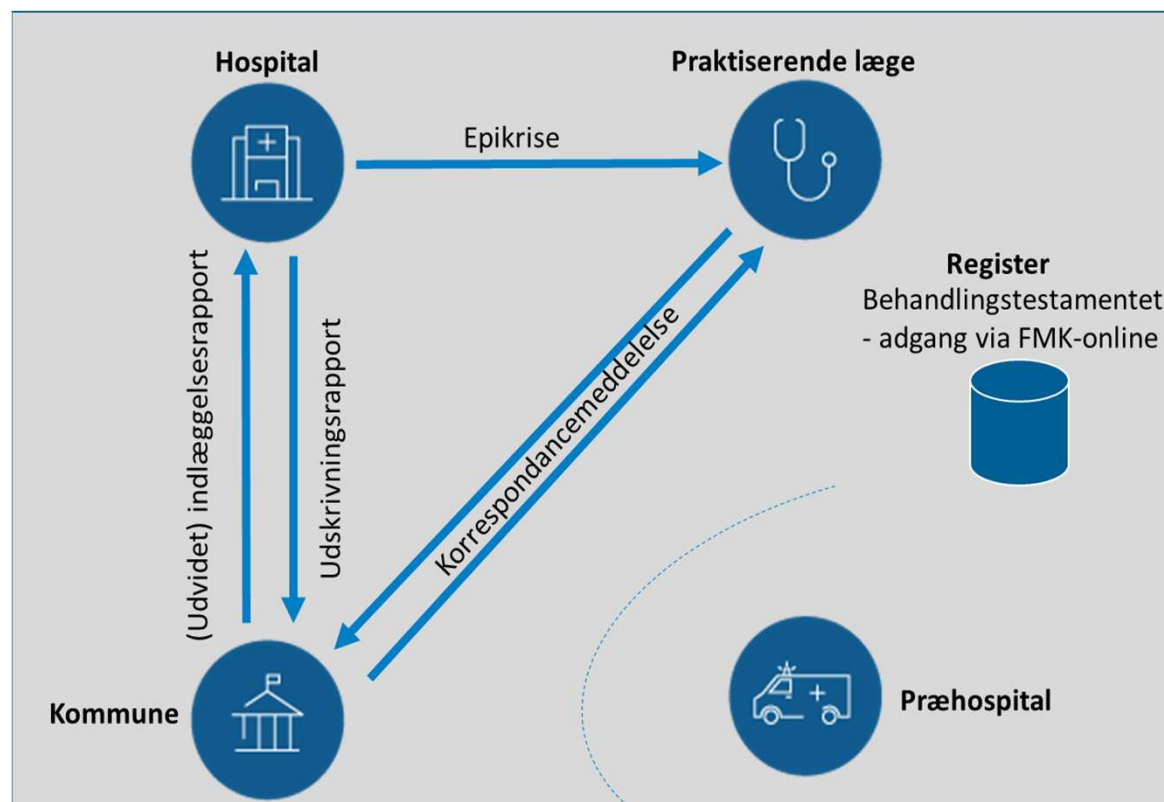 Hospital
Praktiserende læge
Epikrise
(Udvidet) indlæggelsesrapport
Udskrivningsrapport
Korrespondancemeddelelse
Register
Behandlingstestamentet
- adgang via FMK-online
Kommune
Præhospital